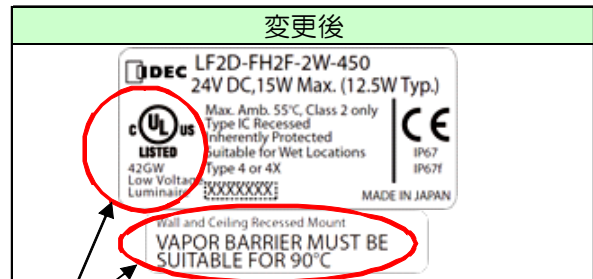 変更後
IDEC LF2D-FH2F-2W-450
24V DC,15W Max. (12.5W Typ.)
Max. Amb. 55℃, Class 2 only
Type IC Recessed
Inherently Protected
Suitable for Wet Locations
Type 4 or 4X
C UL US
LISTED
42GW
Low Voltage
Luminaire
XXXXXXX
CE
IP67
IP67f
MADE IN JAPAN
Wall and Ceiling Recessed Mount
VAPOR BARRIER MUST BE
SUITABLE FOR 90℃